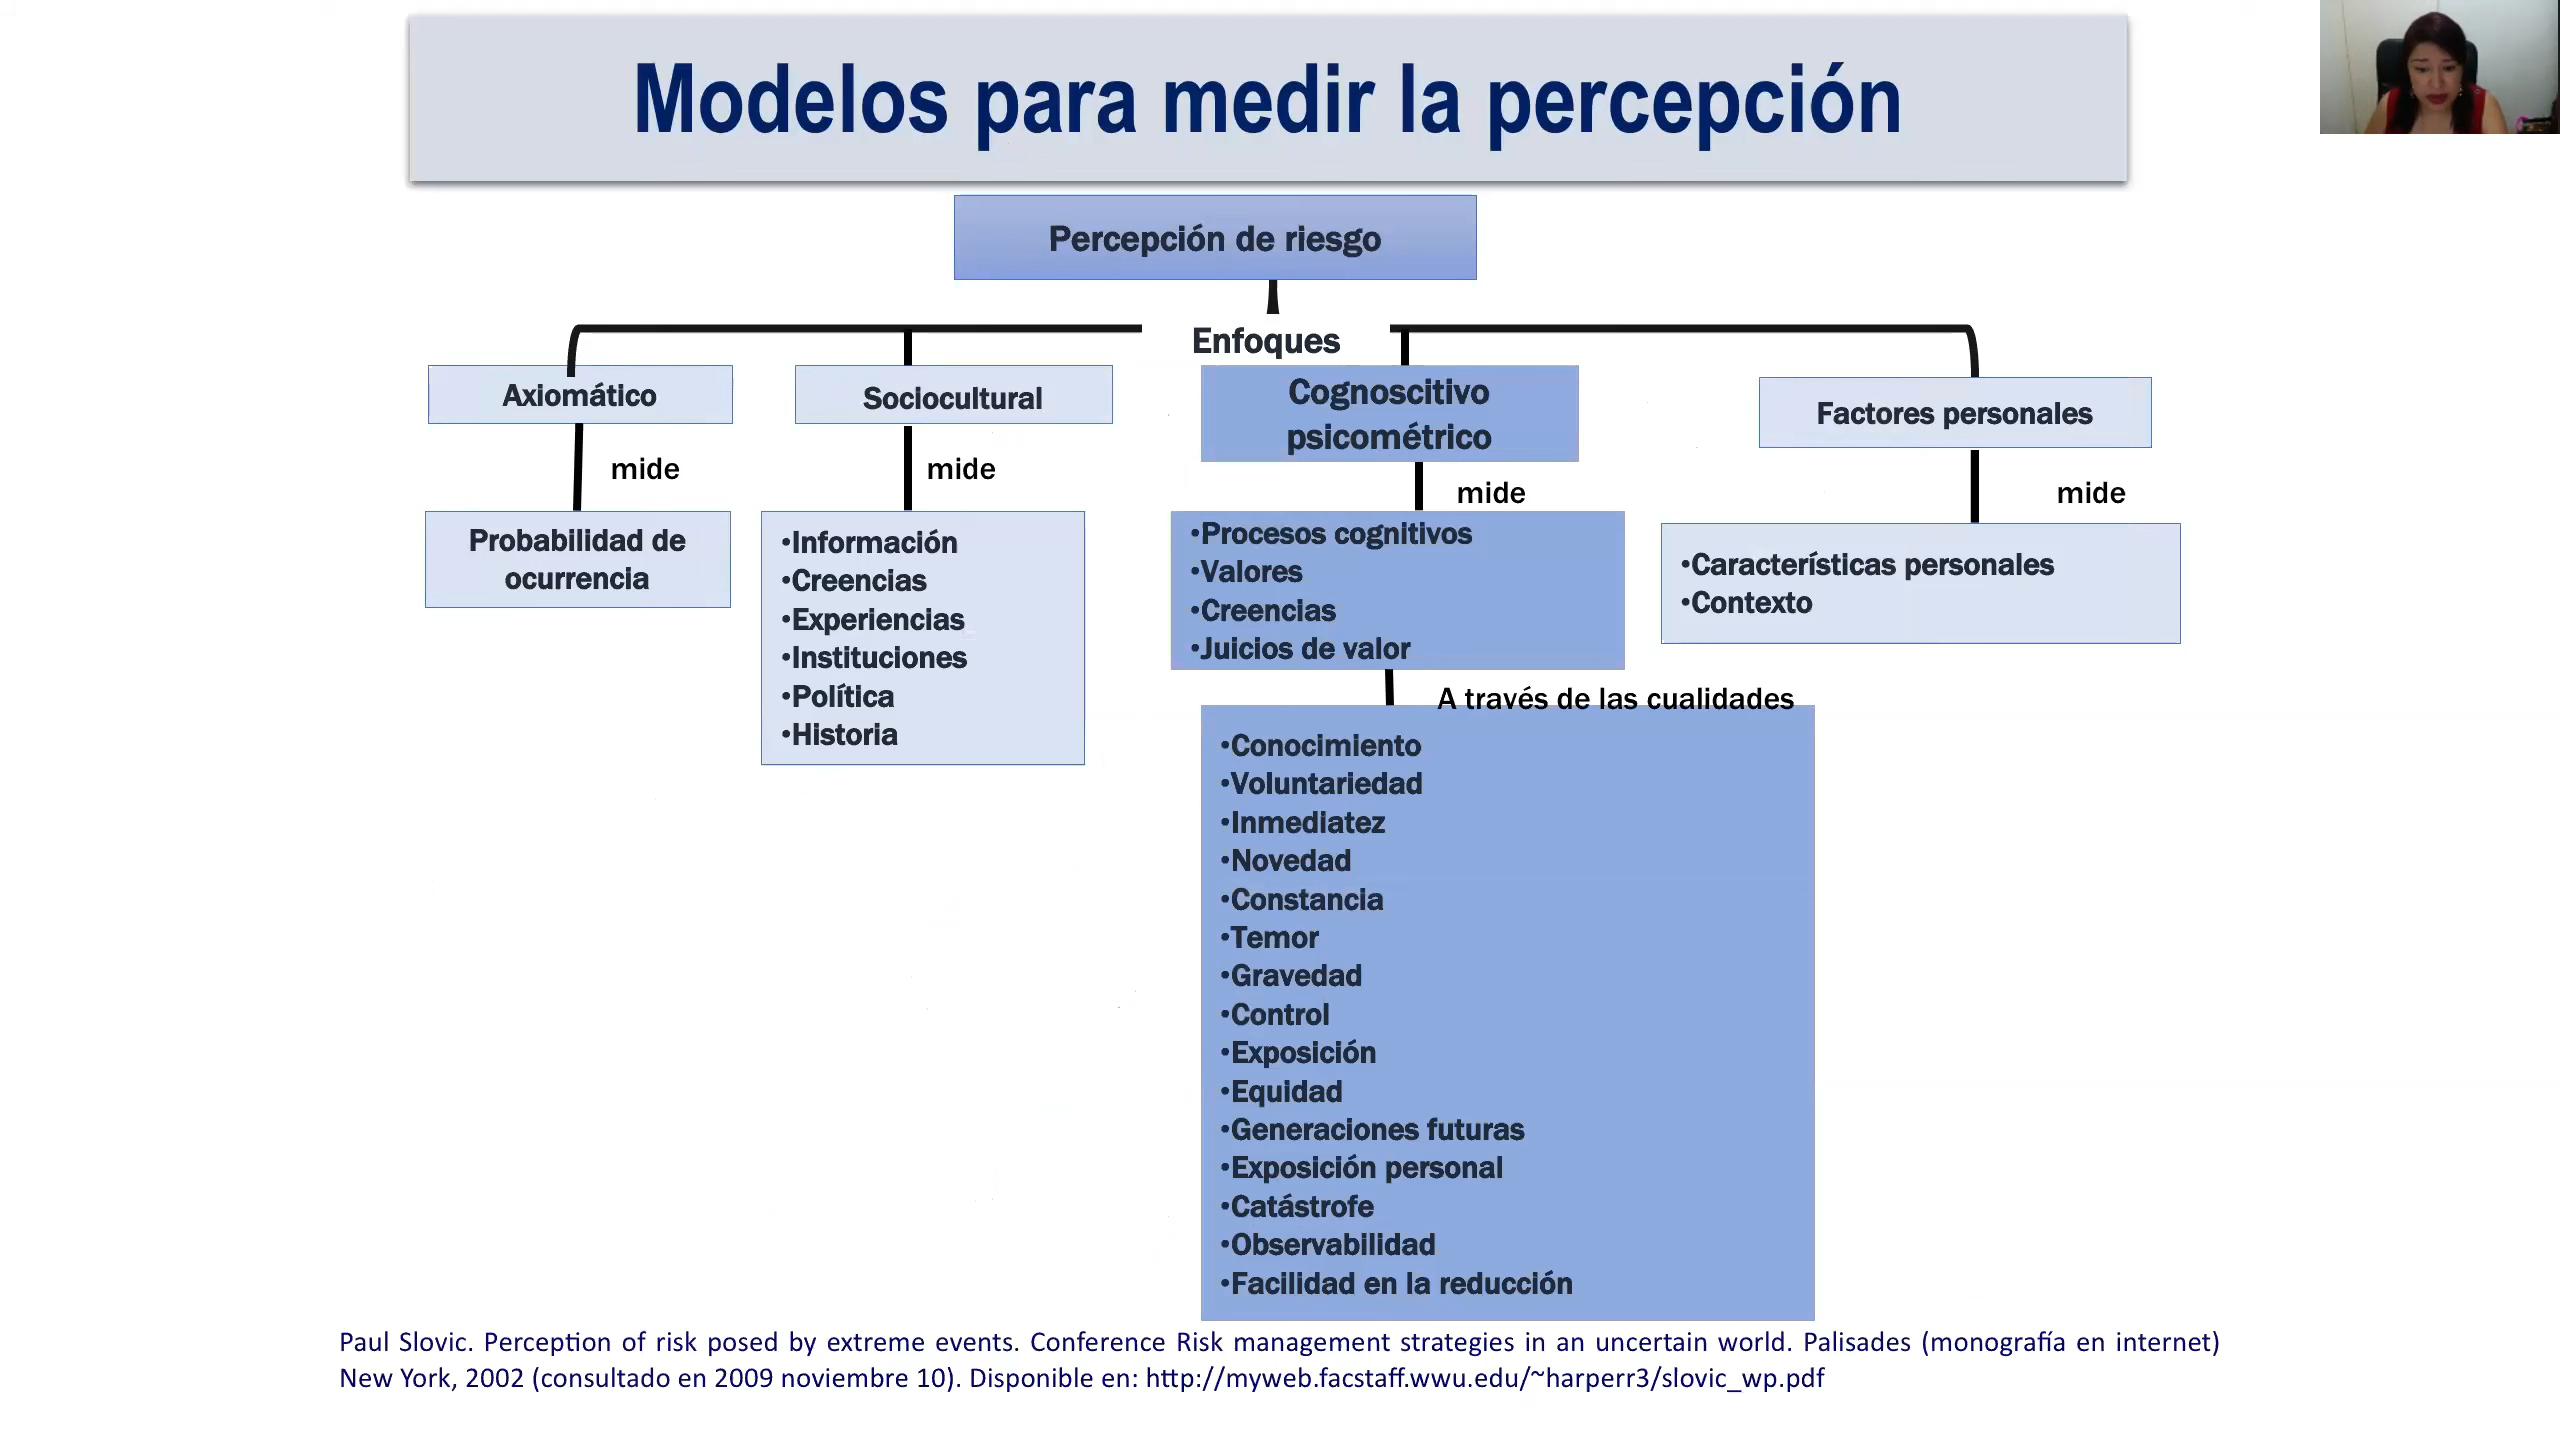 Modelos para medir la percepción
Percepción de riesgo
Enfoques
Axiomático
mide
Probabilidad de
ocurrencia
Sociocultural
mide
•Información
•Creencias
•Experiencias
•Instituciones
•Política
•Historia
Cognoscitivo
psicométrico
mide
•Procesos cognitivos
•Valores
•Creencias
•Juicios de valor
A través de las cualidades
•Conocimiento
•Voluntariedad
•Inmediatez
•Novedad
•Constancia
•Temor
•Gravedad
•Control
•Exposición
•Equidad
•Generaciones futuras
•Exposición personal
•Catástrofe
•Observabilidad
•Facilidad en la reducción
Factores personales
mide
•Características personales
•Contexto
Paul Slovic. Perception of risk posed by extreme events. Conference Risk management strategies in an uncertain world. Palisades (monografía en internet)
New York, 2002 (consultado en 2009 noviembre 10). Disponible en: http://myweb.facstaff.wwu.edu/~harperr3/slovic_wp.pdf